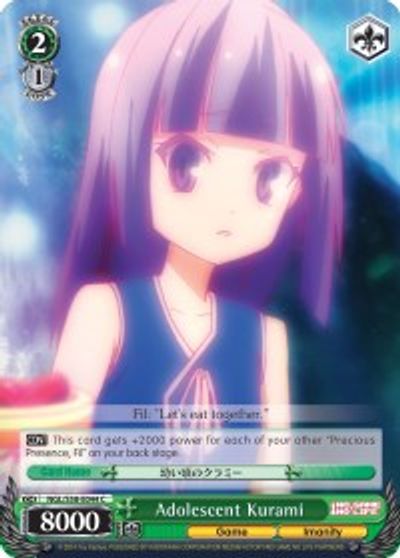 2
1
Fil: "Let's eat together."
CONT This card gets +2000 power for each of your other "Precious
Presence, Fil" on your back stage.
Card Name
幼い頃のクラミー
8000
Adolescent Kurami
Game
Imanity